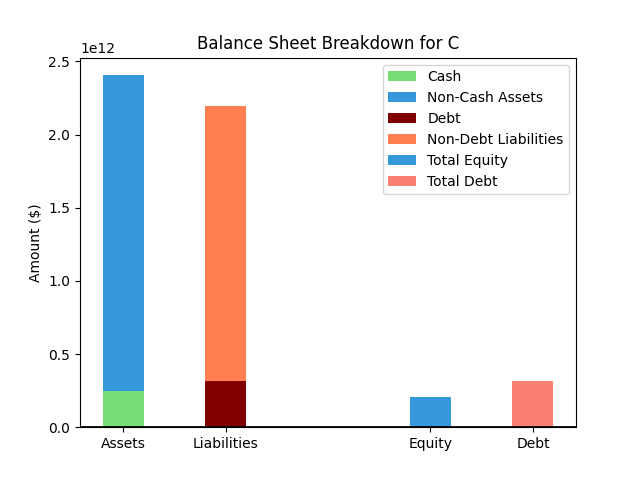 Balance Sheet Breakdown for C
1e12
2.5
2.0
1.5
1.0
0.5
0.0
Amount ($)
Cash
Non-Cash Assets
Debt
Non-Debt Liabilities
Total Equity
Total Debt
Assets
Liabilities
Equity
Debt